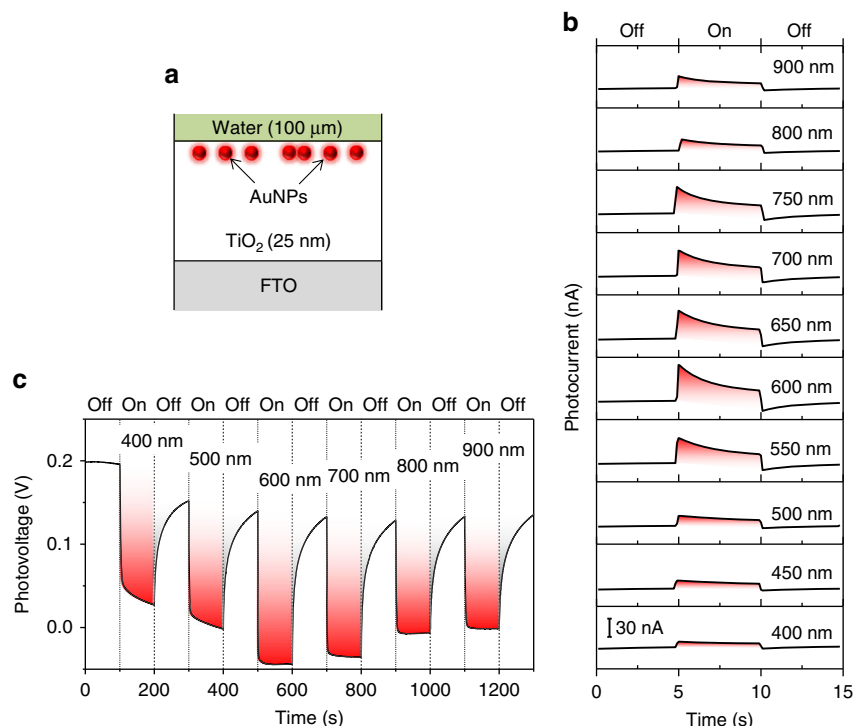 a
Water (100 μm)
AuNPs
TiO2 (25 nm)
FTO
b
Off On Off
900 nm
800 nm
750 nm
700 nm
650 nm
600 nm
550 nm
500 nm
450 nm
30 nA
400 nm
Photocurrent (nA)
0 5 10 15
Time (s)
c
Off On Off On Off On Off On Off On Off On Off
400 nm
500 nm
600 nm
700 nm
800 nm
900 nm
Photovoltage (V)
0.2
0.1
0.0
0 200 400 600 800 1000 1200
Time (s)